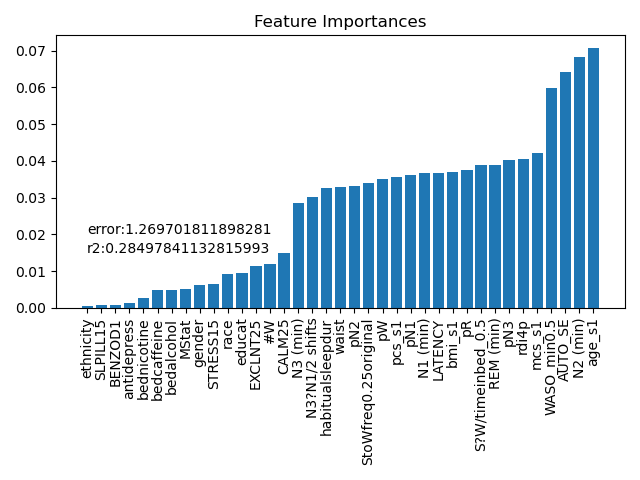 Feature Importances
0.07
0.06
0.05
0.04
0.03
0.02
0.01
0.00
error:1.269701811898281
r2:0.28497841132815993
ethnicity
SLPILL15
BENZOD1
antidepress
bednicotine
bedcaffeine
bedalcohol
MStat
gender
STRESS15
race
educat
EXCLNT25
#W
CALM25
N3 (min)
N3?N1/2 shifts
habitualsleepdur
waist
pN2
StoWfreq0.25original
pW
pcs_s1
pN1
N1 (min)
LATENCY
bmi_s1
pR
S?W/timeinbed_0.5
REM (min)
pN3
rdi4p
mcs_s1
WASO_min0.5
AUTO_SE
N2 (min)
age_s1